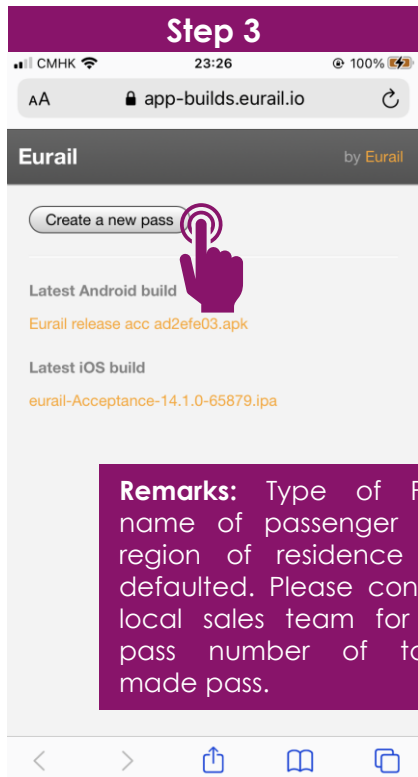 Step 3
CMHK 23:26 100%
AA app-builds.eurail.io
Eurail by Eurail
Create a new pass
Latest Android build
Eurail release acc ad2efe03.apk
Latest iOS build
eurail-Acceptance-14.1.0-65879.ipa
Remarks: Type of
name of passenger
region of residence
defaulted. Please
local sales team for
pass number of
made pass.